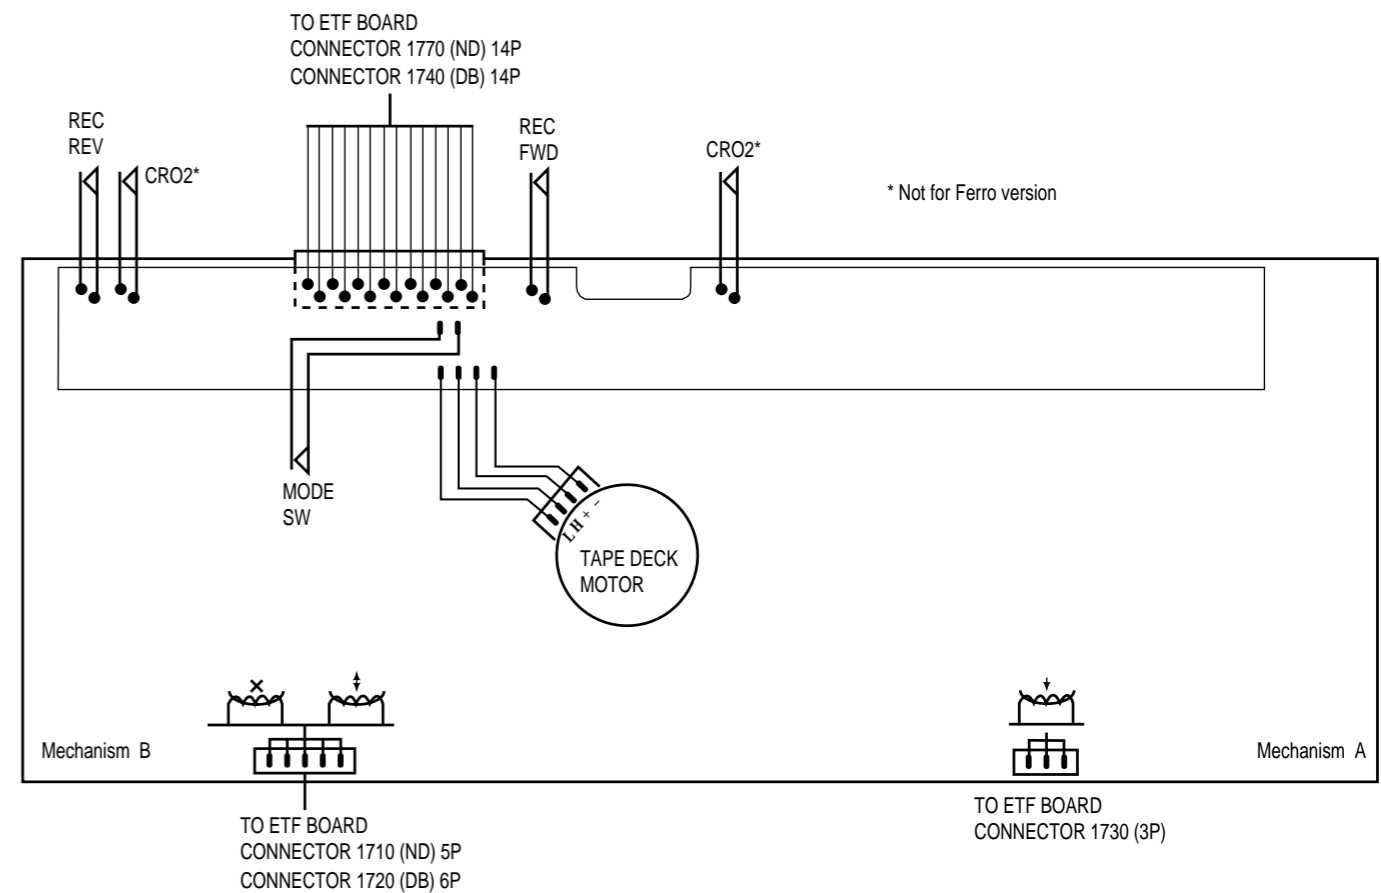 TO ETF BOARD
CONNECTOR 1770 (ND) 14P
CONNECTOR 1740 (DB) 14P
REC
REV
CRO2*
REC
FWD
CRO2*
* Not for Ferro version
MODE
SW
L H + -
TAPE DECK
MOTOR
Mechanism B
Mechanism A
TO ETF BOARD
CONNECTOR 1710 (ND) 5P
CONNECTOR 1720 (DB) 6P
TO ETF BOARD
CONNECTOR 1730 (3P)